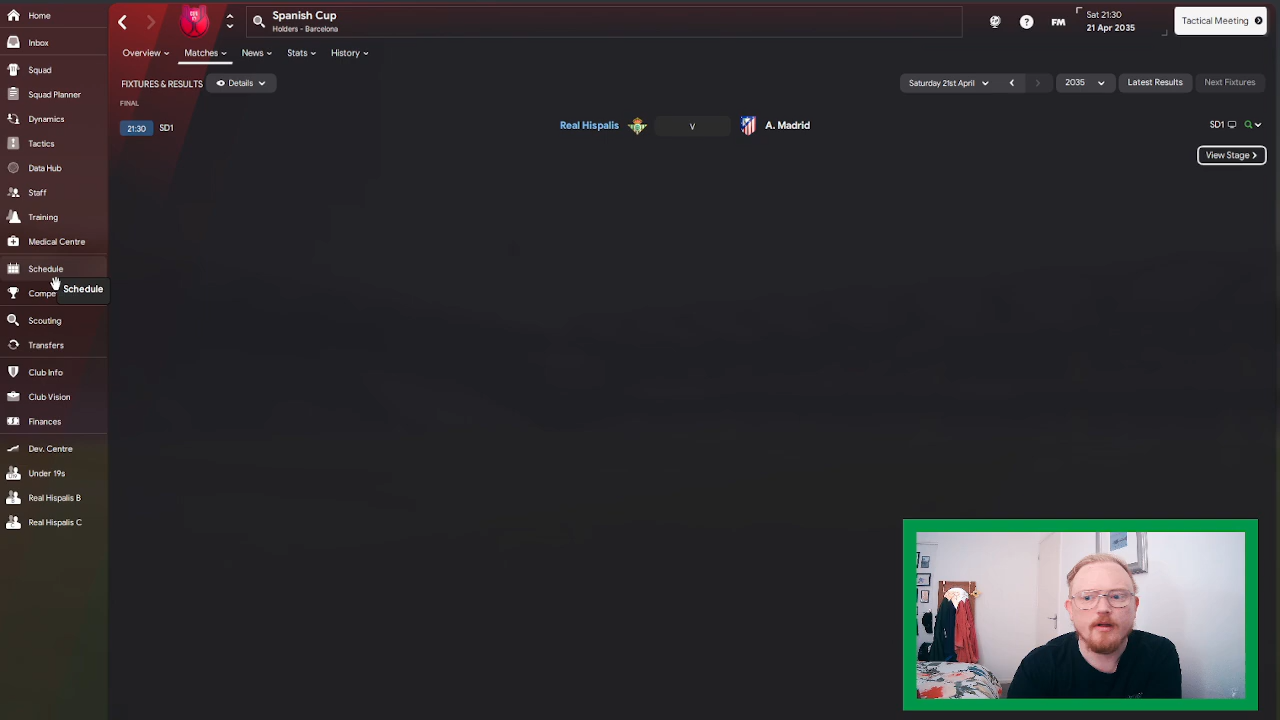 Home
Inbox
Squad
Squad Planner
Dynamics
Tactics
Data Hub
Staff
Training
Medical Centre
Schedule
Compe
Schedule
Scouting
Transfers
Club Info
Club Vision
Finances
Dev. Centre
Under 19s
Real Hispalis B
Real Hispalis C
Spanish Cup
Holders - Barcelona
FM
Sat 21:30
21 Apr 2035
Tactical Meeting
Overview
Matches
News
Stats
History
FIXTURES & RESULTS
Details
Saturday 21st April
2035
Latest Results
Next Fixtures
FINAL
21:30 SD1
Real Hispalis v A. Madrid
SD1
View Stage